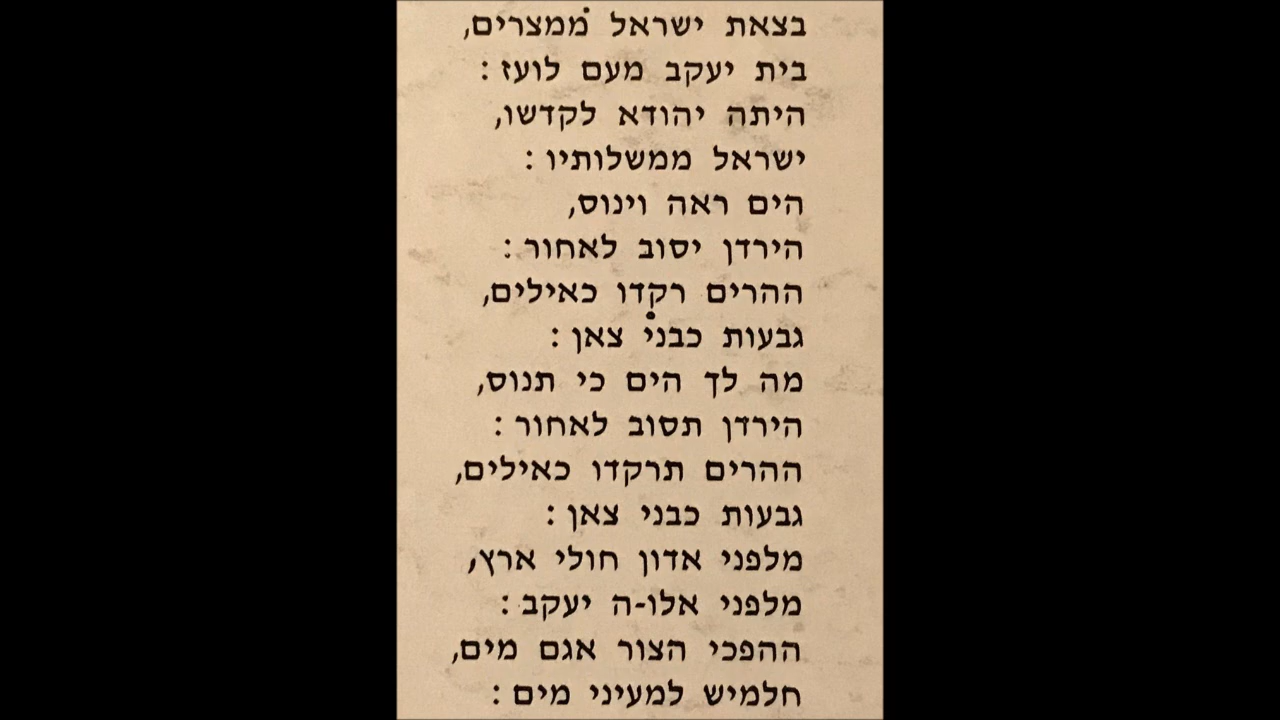 בצאת ישראל ממצרים,
בית יעקב מעם לועז :
היתה יהודא לקדשו,
ישראל ממשלותיו :
הים ראה וינוס,
הירדן יסוב לאחור :
ההרים רקדו כאילים,
גבעות כבני צאן :
מה לך הים כי תנוס,
הירדן תסוב לאחור :
ההרים תרקדו כאילים,
גבעות כבני צאן :
מלפני אדון חולי ארץ,
מלפני אלו-ה יעקב :
ההפכי הצור אגם מים,
חלמיש למעיני מים :